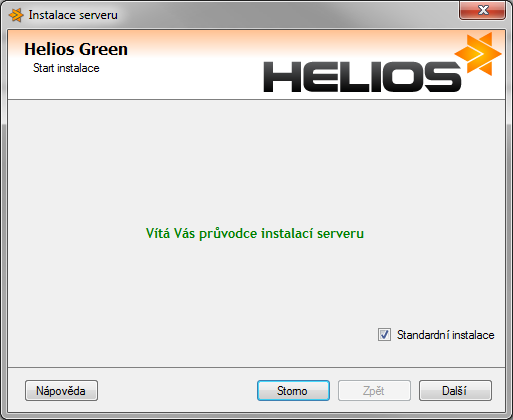 Instalace serveru
Helios Green
Start instalace
HELIOS
Vítá Vás průvodce instalací serveru
Standardní instalace
Nápověda
Storno
Zpět
Další